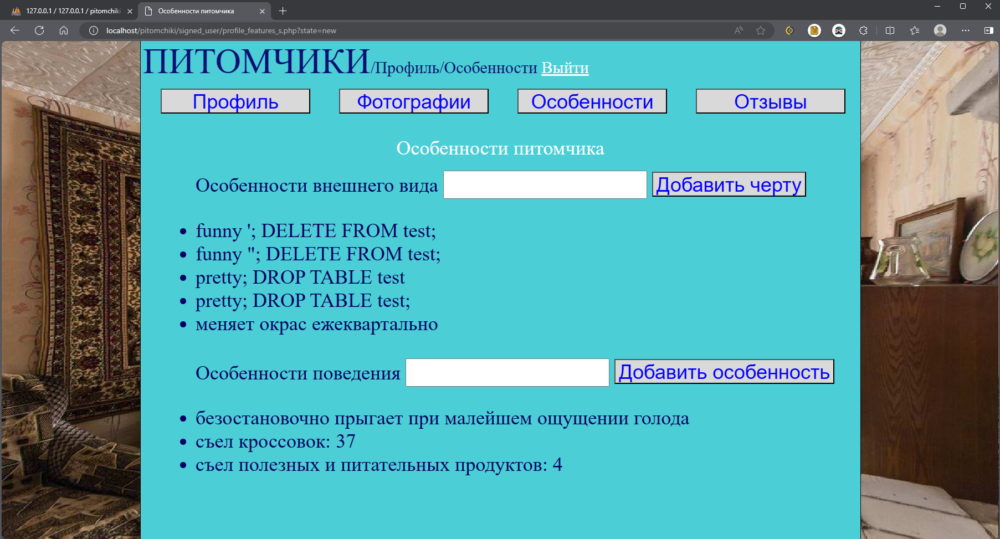 127.0.0.1 / 127.0.0.1 / pitomchiki
Особенности питомчика
localhost/pitomchiki/signed_user/profile_features_s.php?state=new
ПИТОМЧИКИ/Профиль/Особенности Выйти
Профиль Фотографии Особенности Отзывы
Особенности питомчика
Особенности внешнего вида Добавить черту
• funny '; DELETE FROM test;
• funny "; DELETE FROM test;
• pretty; DROP TABLE test
• pretty; DROP TABLE test;
• меняет окрас ежеквартально
Особенности поведения Добавить особенность
• безостановочно прыгает при малейшем ощущении голода
• съел кроссовок: 37
• съел полезных и питательных продуктов: 4